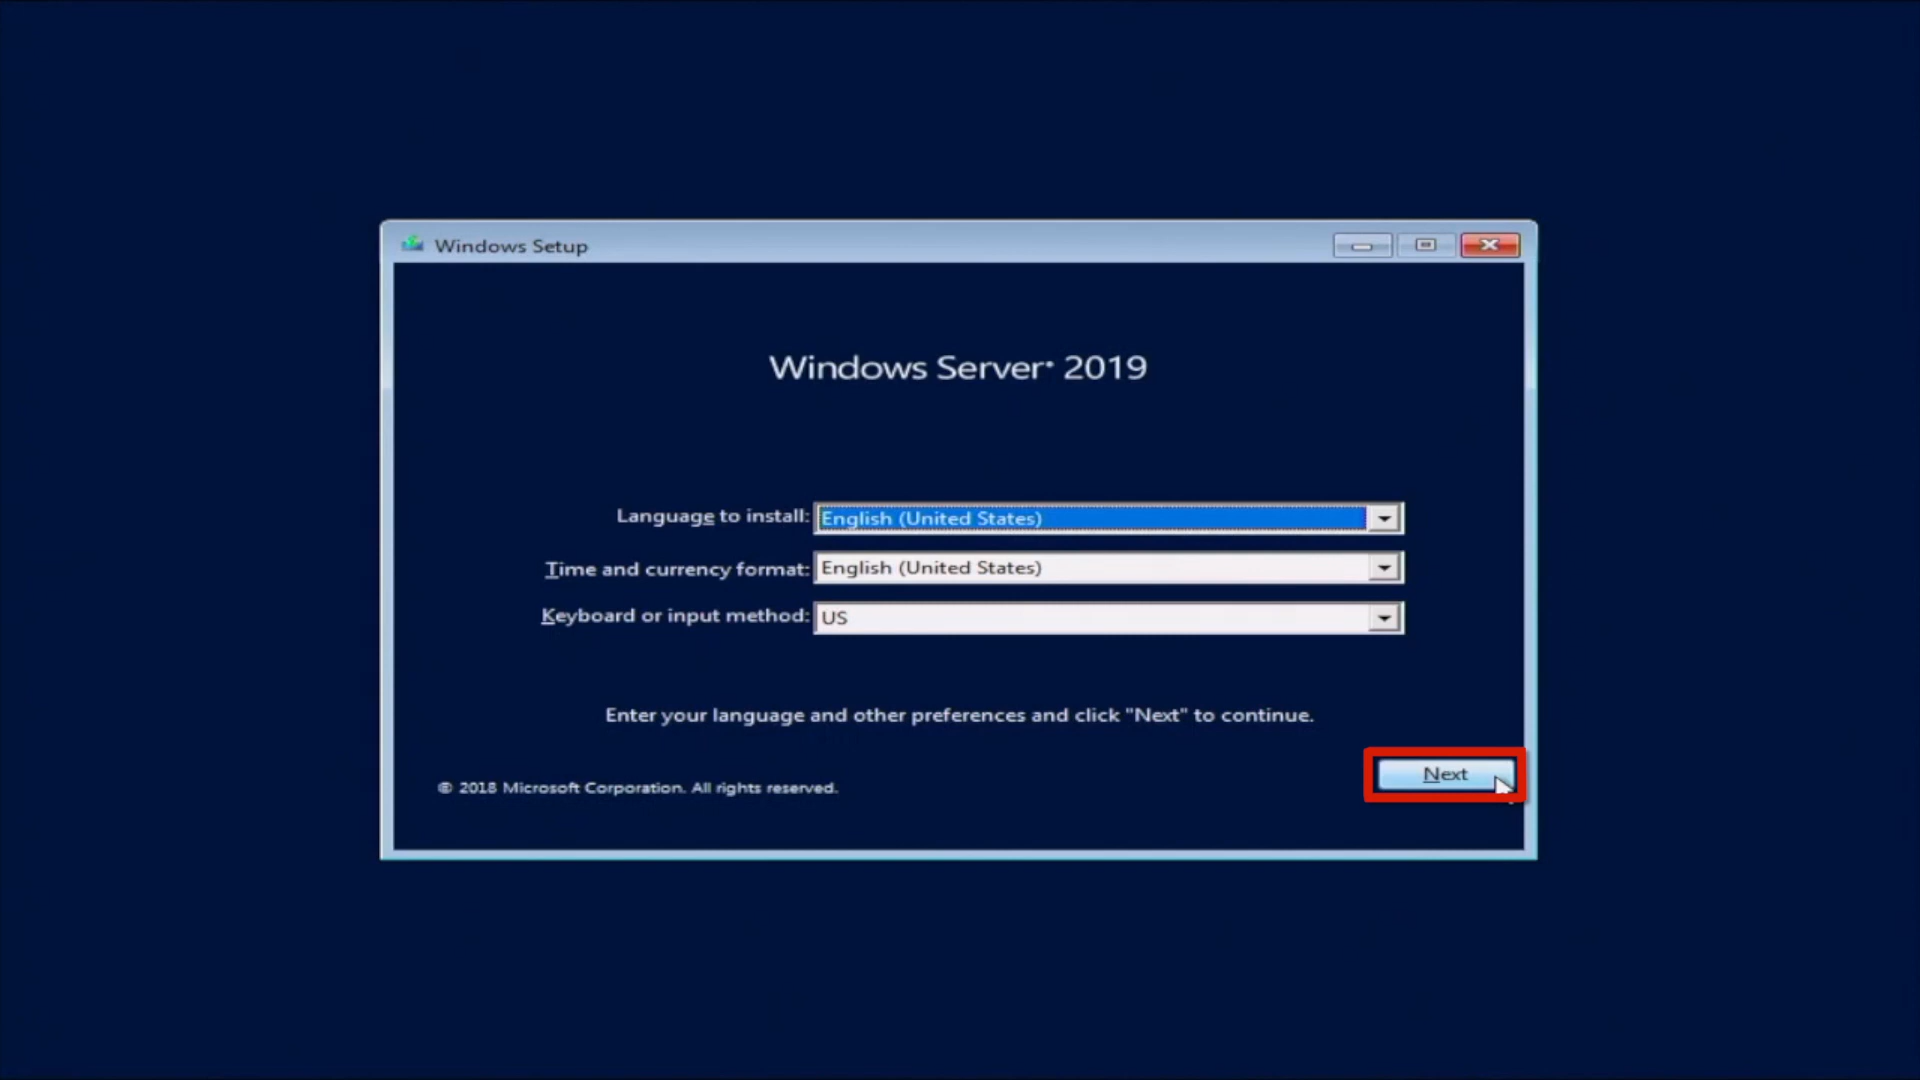 Windows Setup
Windows Server® 2019
Language to install: English (United States)
Time and currency format: English (United States)
Keyboard or input method: US
Enter your language and other preferences and click "Next" to continue.
Next
© 2018 Microsoft Corporation. All rights reserved.